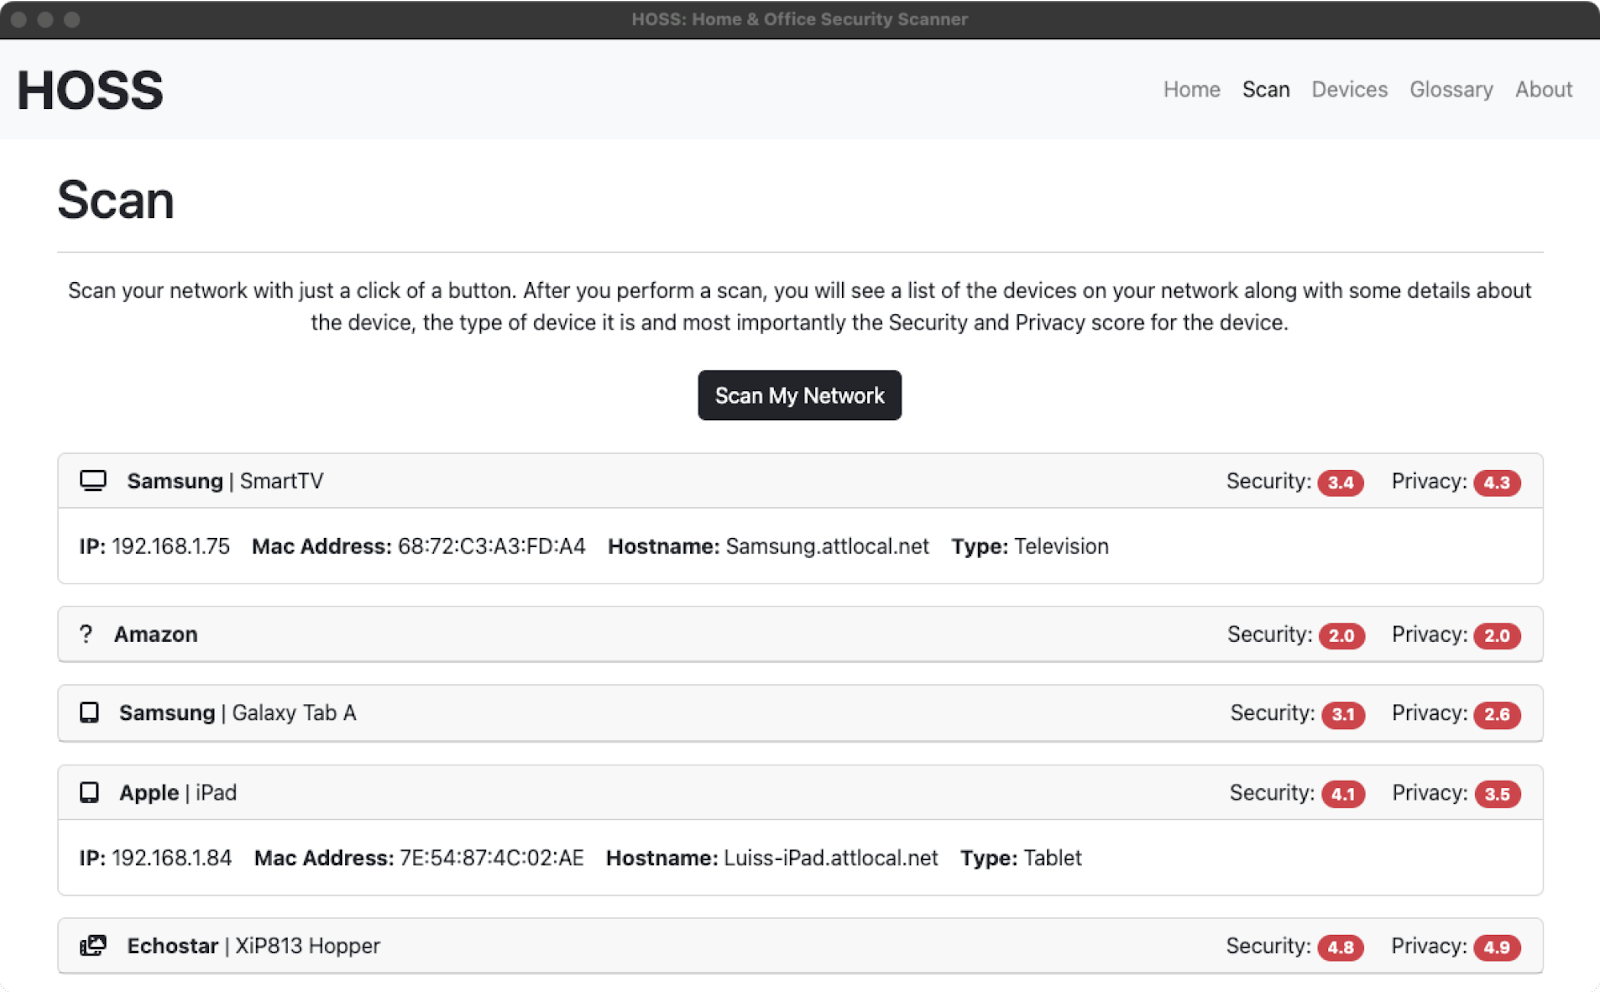 HOSS: Home & Office Security Scanner
HOSS
Home Scan Devices Glossary About
Scan
Scan your network with just a click of a button. After you perform a scan, you will see a list of the devices on your network along with some details about
the device, the type of device it is and most importantly the Security and Privacy score for the device.
Scan My Network
Samsung | SmartTV Security: 3.4 Privacy: 4.3
IP: 192.168.1.75 Mac Address: 68:72:C3:A3:FD:A4 Hostname: Samsung.attlocal.net Type: Television
? Amazon Security: 2.0 Privacy: 2.0
Samsung | Galaxy Tab A Security: 3.1 Privacy: 2.6
Apple | iPad Security: 4.1 Privacy: 3.5
IP: 192.168.1.84 Mac Address: 7E:54:87:4C:02:AE Hostname: Luiss-iPad.attlocal.net Type: Tablet
Echostar | XiP813 Hopper Security: 4.8 Privacy: 4.9